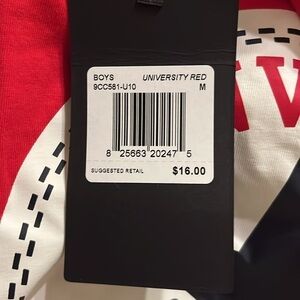 BOYS UNIVERSITY RED
9CC581-U10 M
8 25663 20247 5
SUGGESTED RETAIL $16.00